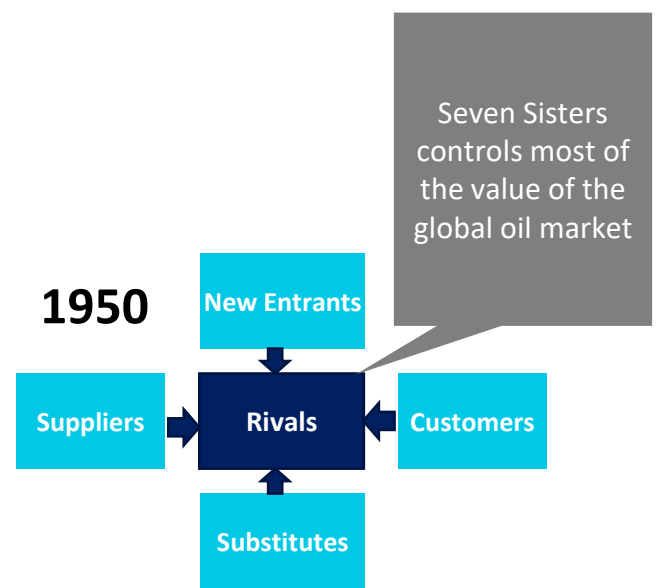 Seven Sisters
controls most of
the value of the
global oil market
1950
New Entrants
Suppliers
Rivals
Customers
Substitutes